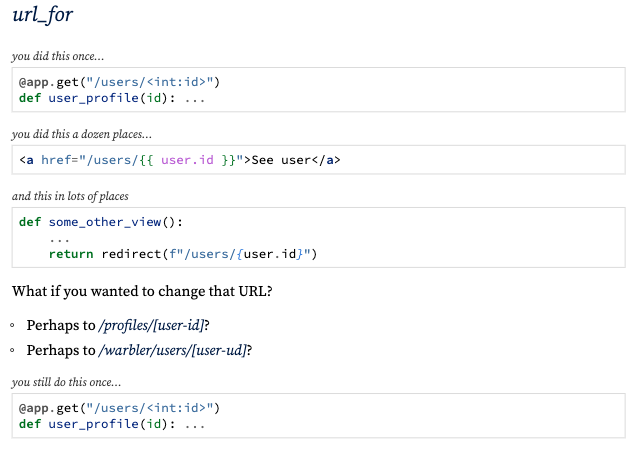 url_for
you did this once...
@app.get("/users/<int:id>")
def user_profile(id): ...
you did this a dozen places...
<a href="/users/{{ user.id }}">See user</a>
and this in lots of places
def some_other_view():
    ...
    return redirect(f"/users/{user.id}")
What if you wanted to change that URL?
◦ Perhaps to /profiles/[user-id]?
◦ Perhaps to /warbler/users/[user-ud]?
you still do this once...
@app.get("/users/<int:id>")
def user_profile(id): ...